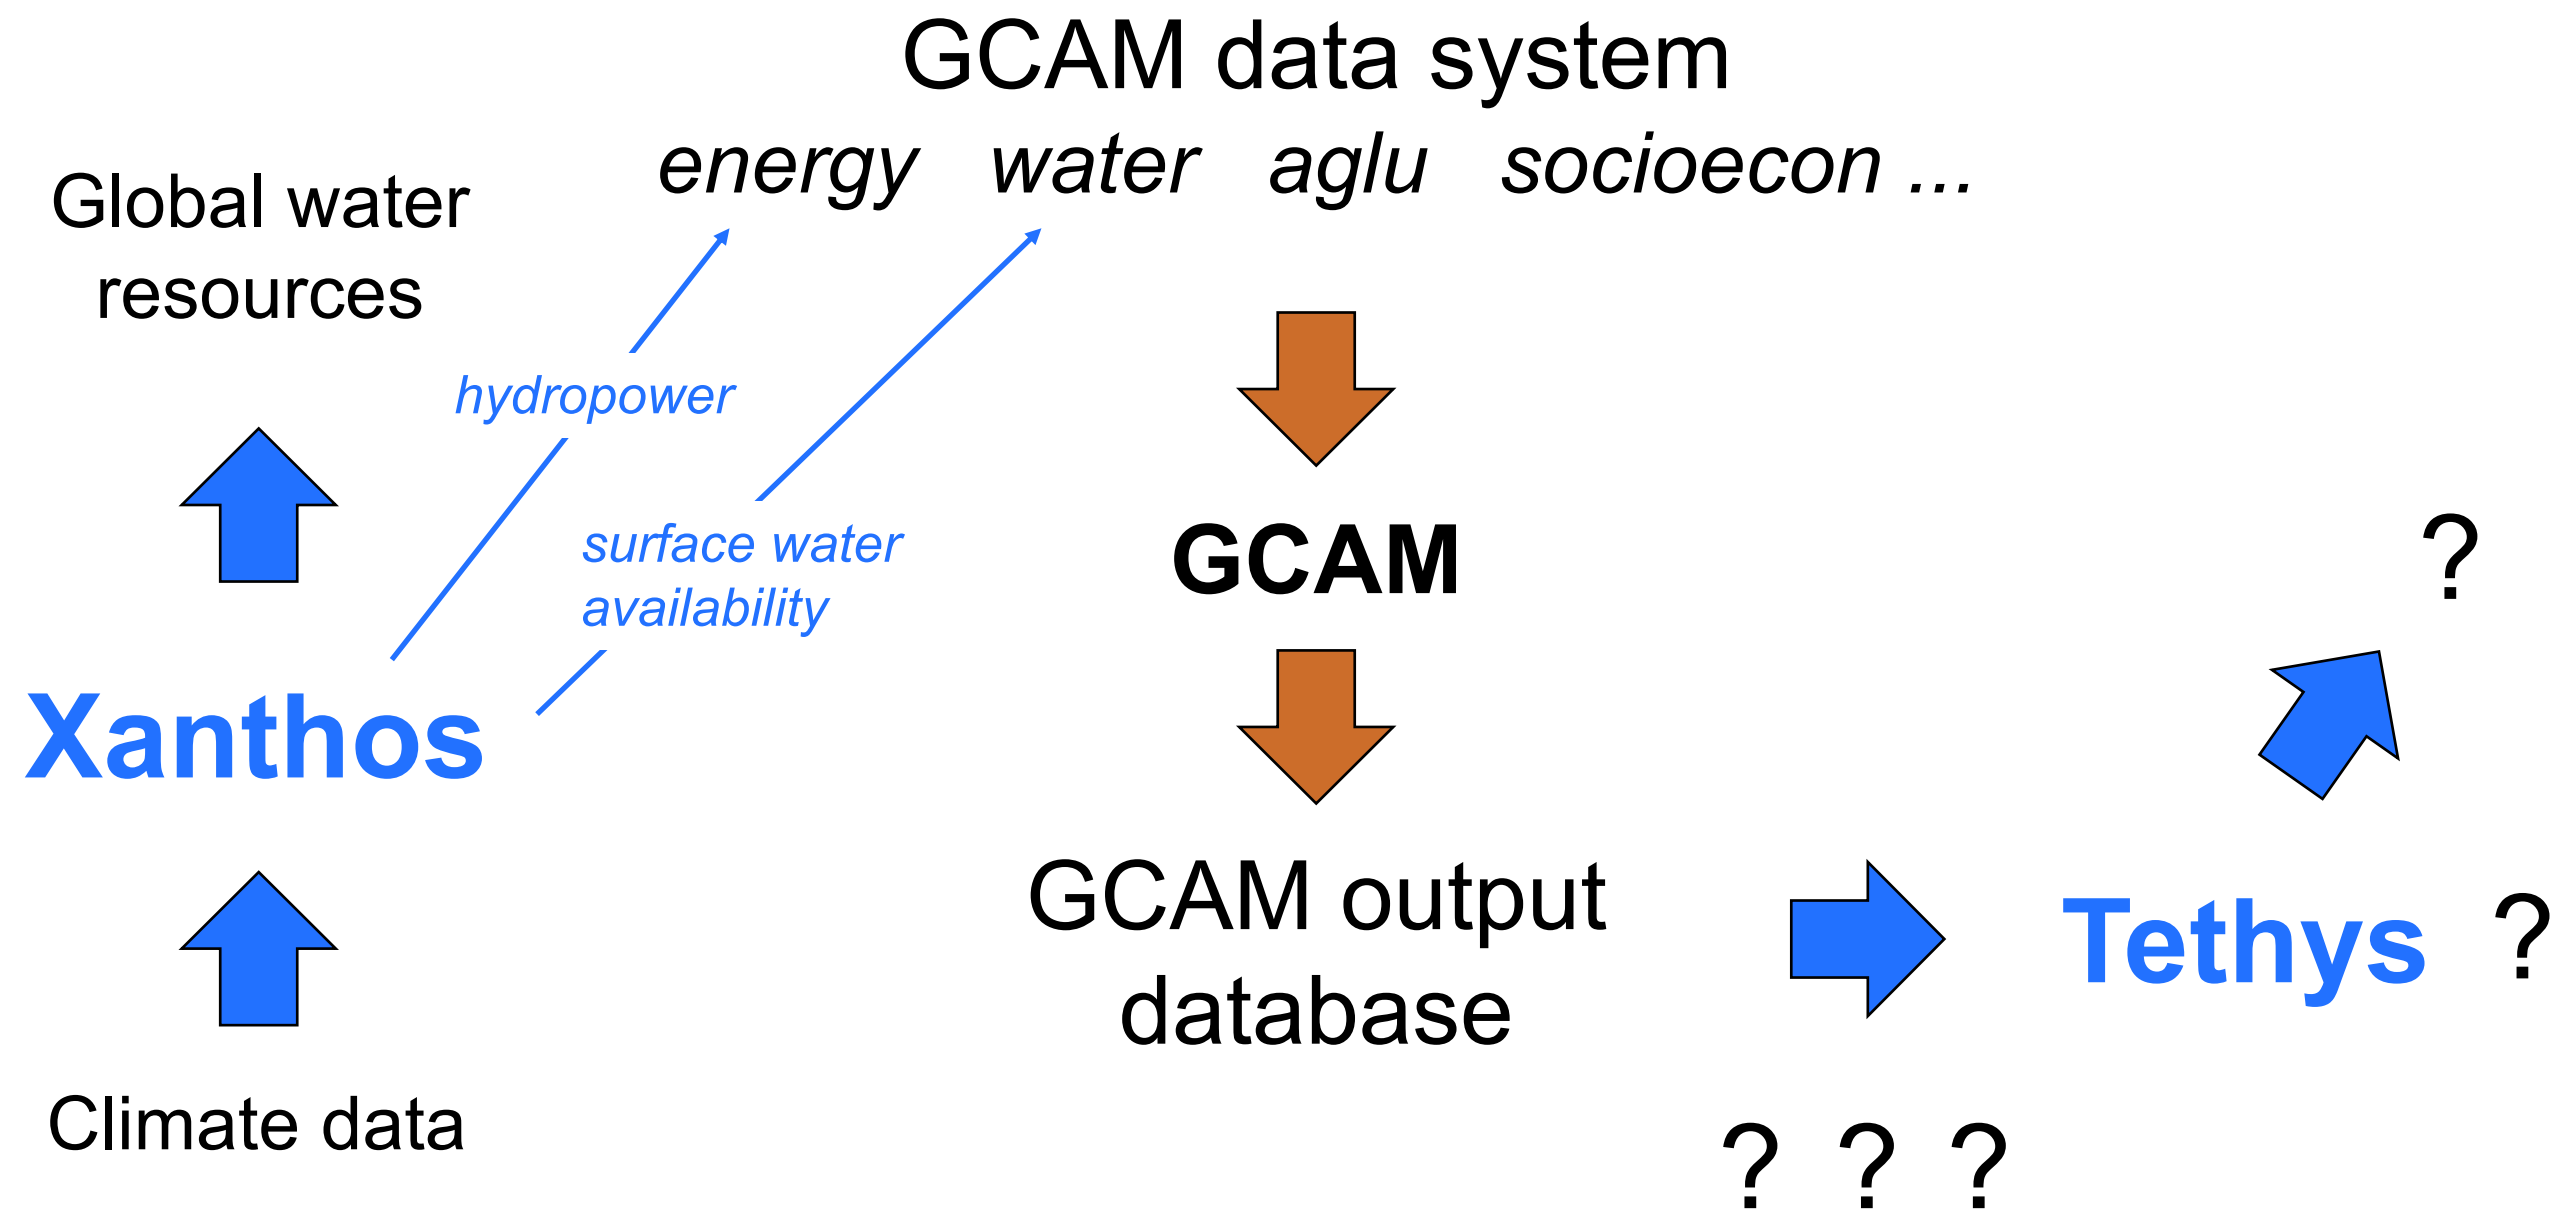 GCAM data system
energy water aglu socioecon ...
Global water
resources
hydropower
surface water
availability
GCAM
?
Xanthos
GCAM output
database
Tethys ?
Climate data
? ? ?